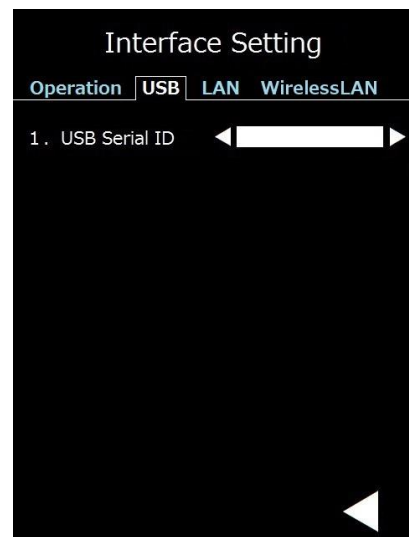 Interface Setting
Operation USB LAN WirelessLAN
1. USB Serial ID